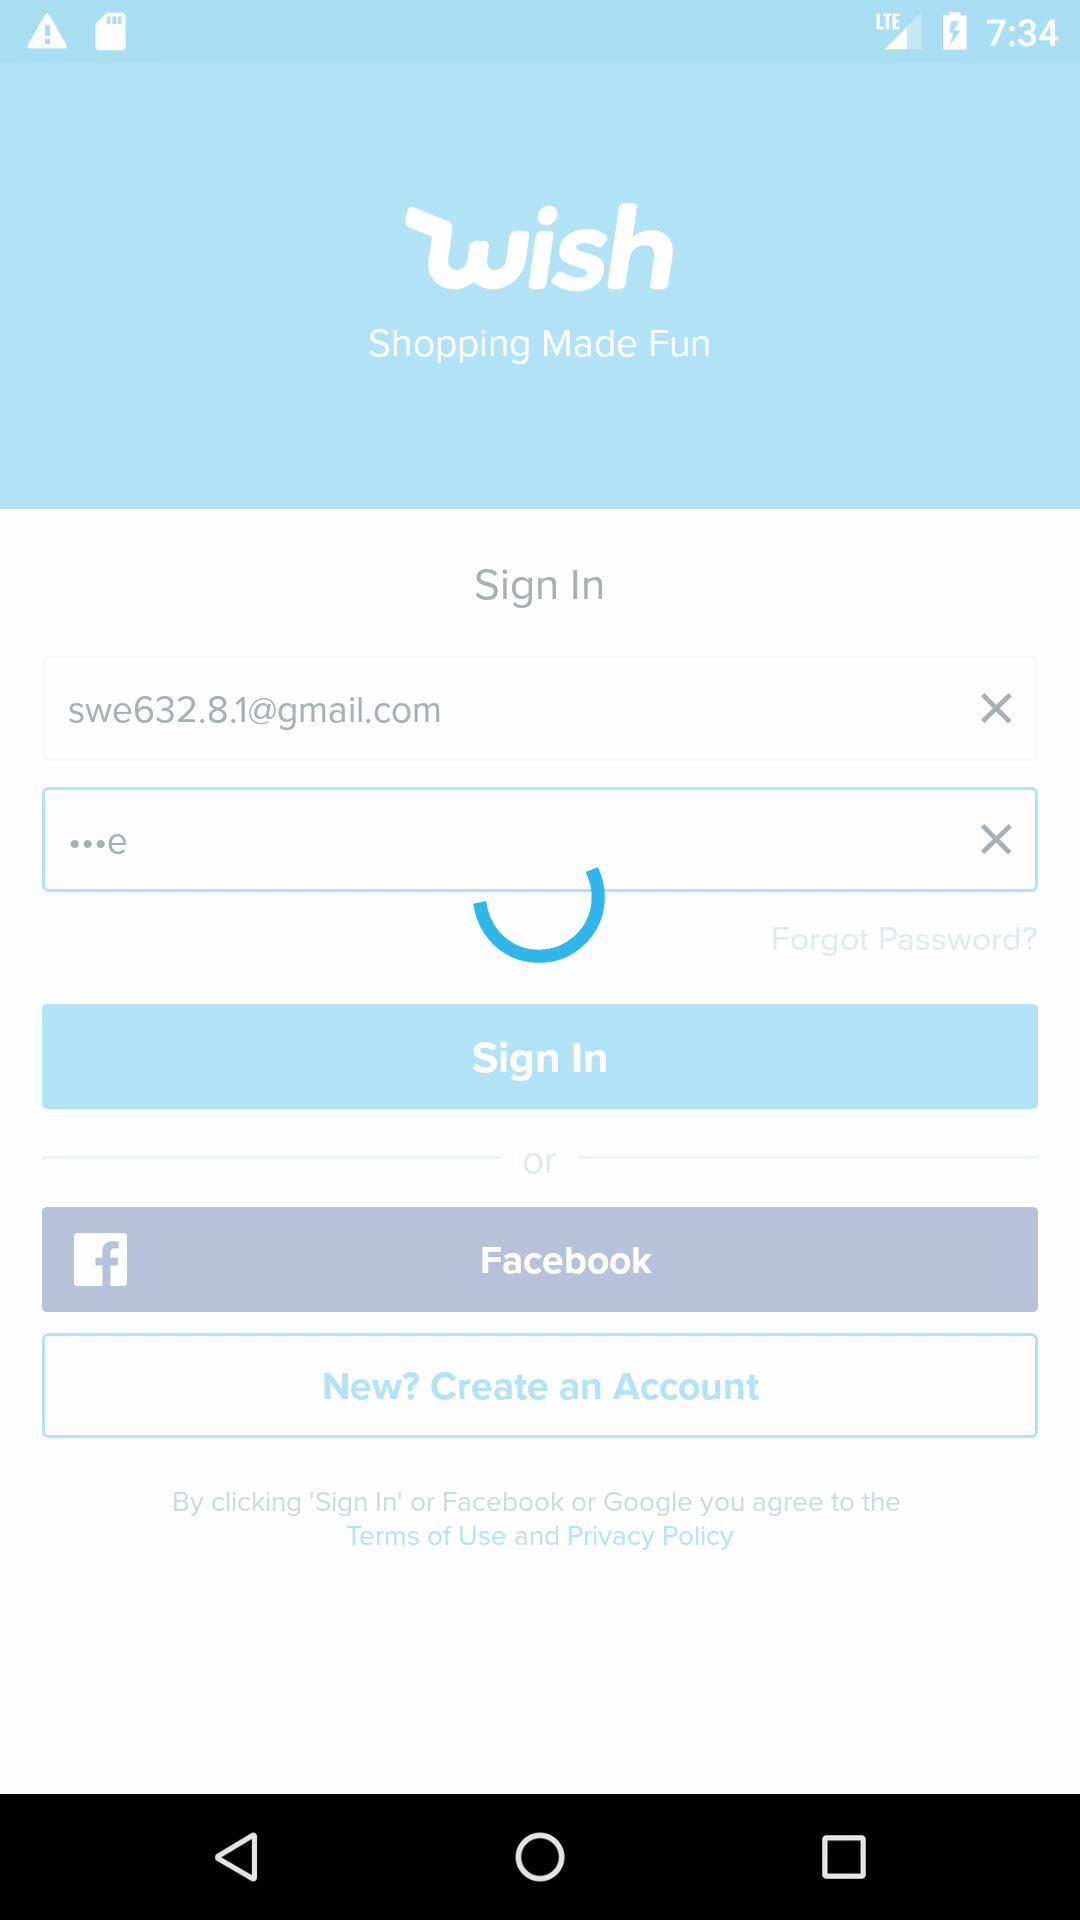 LTE 7:34
wish
Shopping Made Fun
Sign In
swe632.8.1@gmail.com
•••e
Forgot Password?
Sign In
or
Facebook
New? Create an Account
By clicking 'Sign In' or Facebook or Google you agree to the
Terms of Use and Privacy Policy